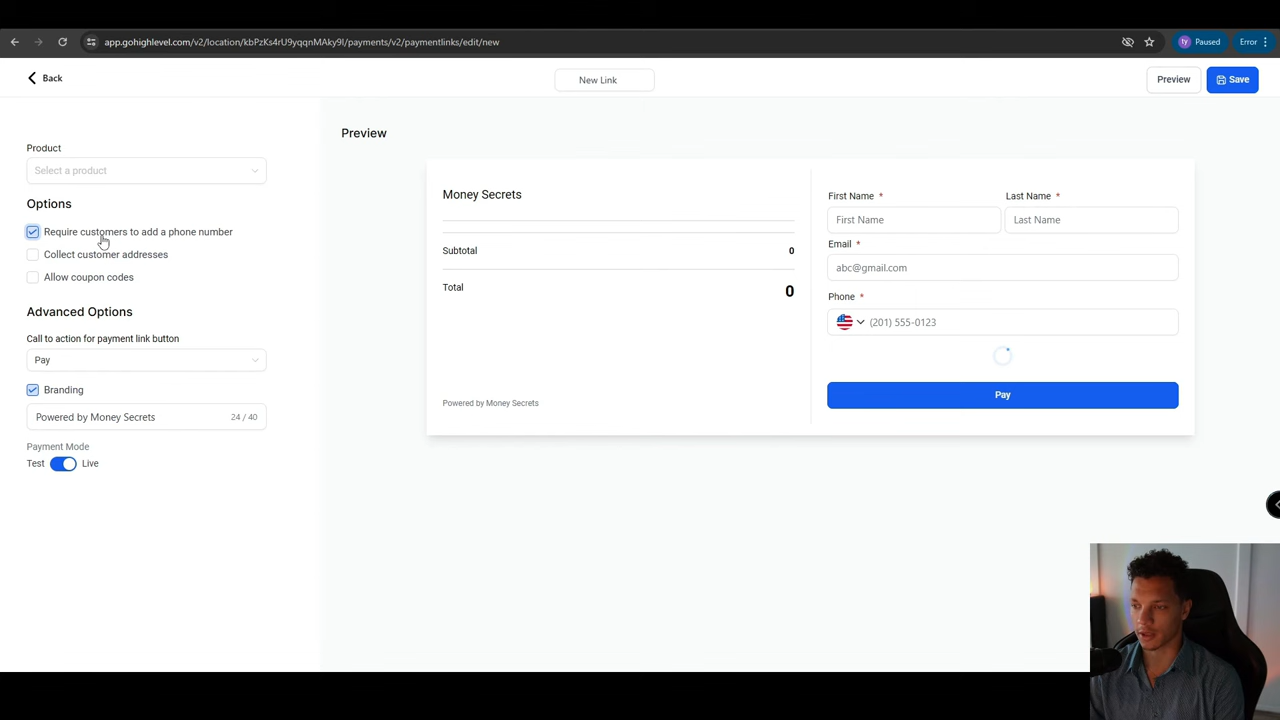 app.gohighlevel.com/v2/location/kbPzKs4rU9yqqnMAky9I/payments/v2/paymentlinks/edit/new
ty Paused
Error
Back
New Link
Preview
Save
Product
Select a product
Options
Require customers to add a phone number
Collect customer addresses
Allow coupon codes
Advanced Options
Call to action for payment link button
Pay
Branding
Powered by Money Secrets 24 / 40
Payment Mode
Test Live
Preview
Money Secrets
Subtotal 0
Total 0
Powered by Money Secrets
First Name * Last Name *
First Name Last Name
Email *
abc@gmail.com
Phone *
(201) 555-0123
Pay